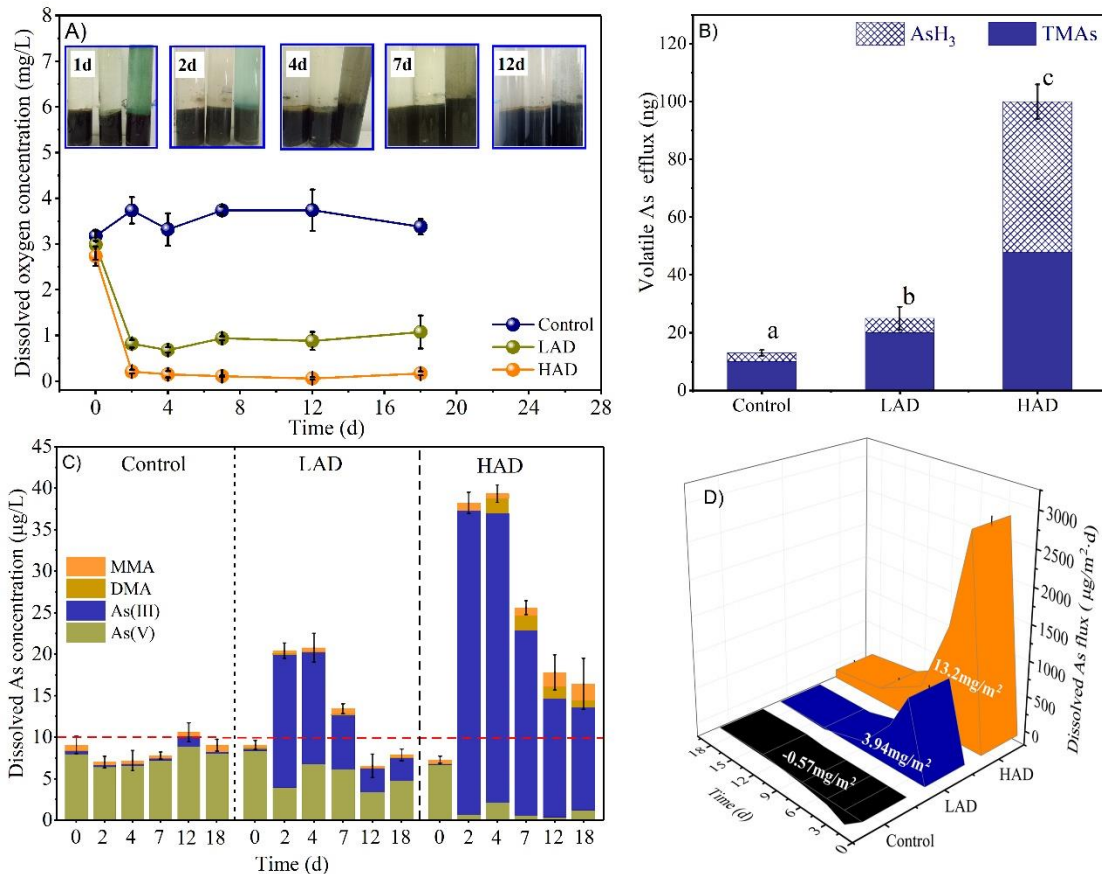 A)
1d
2d
4d
7d
12d
Dissolved oxygen concentration (mg/L)
8
7
6
5
4
3
2
1
0
Control
LAD
HAD
0 4 8 12 16 20 24 28
Time (d)
B)
AsH3 TMAs
Volatile As efflux (ng)
120
100
80
60
40
20
0
a
b
c
Control LAD HAD
C)
Control LAD HAD
Dissolved As concentration (μg/L)
45
40
35
30
25
20
15
10
5
0
MMA
DMA
As(III)
As(V)
0 2 4 7 12 18 0 2 4 7 12 18 0 2 4 7 12 18
Time (d)
D)
3000
2500
2000
1500
1000
500
0
Dissolved As flux ( μg/m²·d)
13.2mg/m²
3.94mg/m²
-0.57mg/m²
18 15 12 9 6 3 0
Time (d)
HAD
LAD
Control